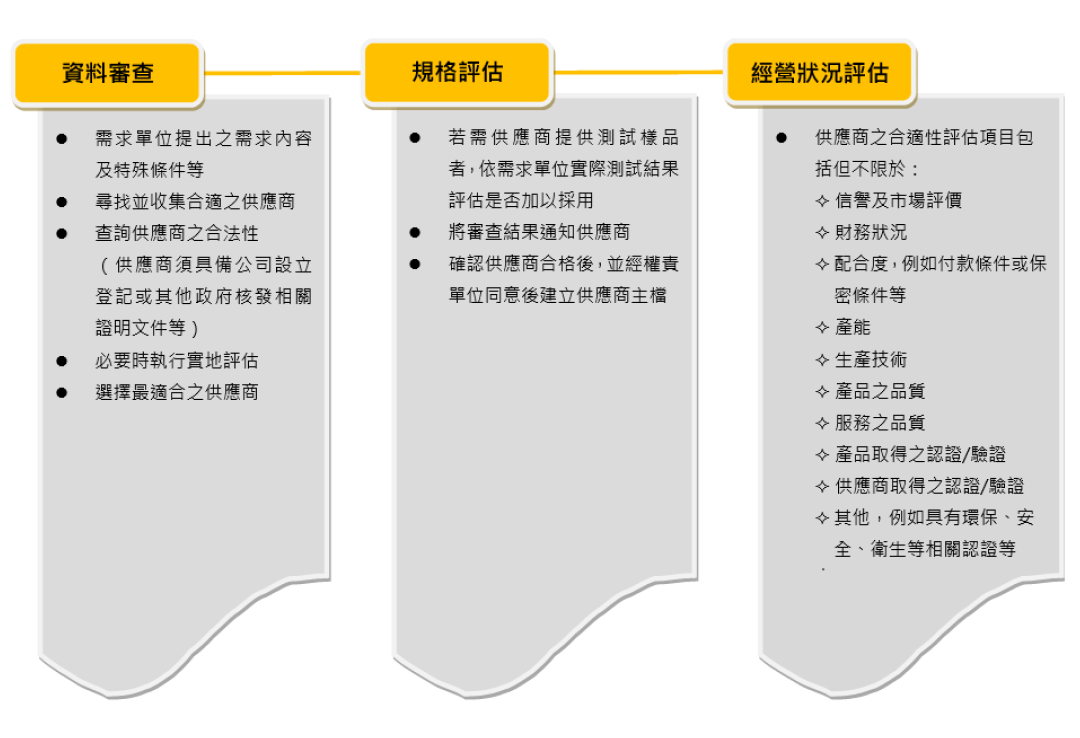 資料審查
需求單位提出之需求內容
及特殊條件等
尋找並收集合適之供應商
查詢供應商之合法性
（供應商須具備公司設立
登記或其他政府核發相關
證明文件等）
必要時執行實地評估
選擇最適合之供應商
規格評估
若需供應商提供測試樣品
者，依需求單位實際測試結果
評估是否加以採用
將審查結果通知供應商
確認供應商合格後，並經權責
單位同意後建立供應商主檔
經營狀況評估
供應商之合適性評估項目包
括但不限於：
信譽及市場評價
財務狀況
配合度，例如付款條件或保
密條件等
產能
生產技術
產品之品質
服務之品質
產品取得之認證/驗證
供應商取得之認證/驗證
其他，例如具有環保、安
全、衛生等相關認證等